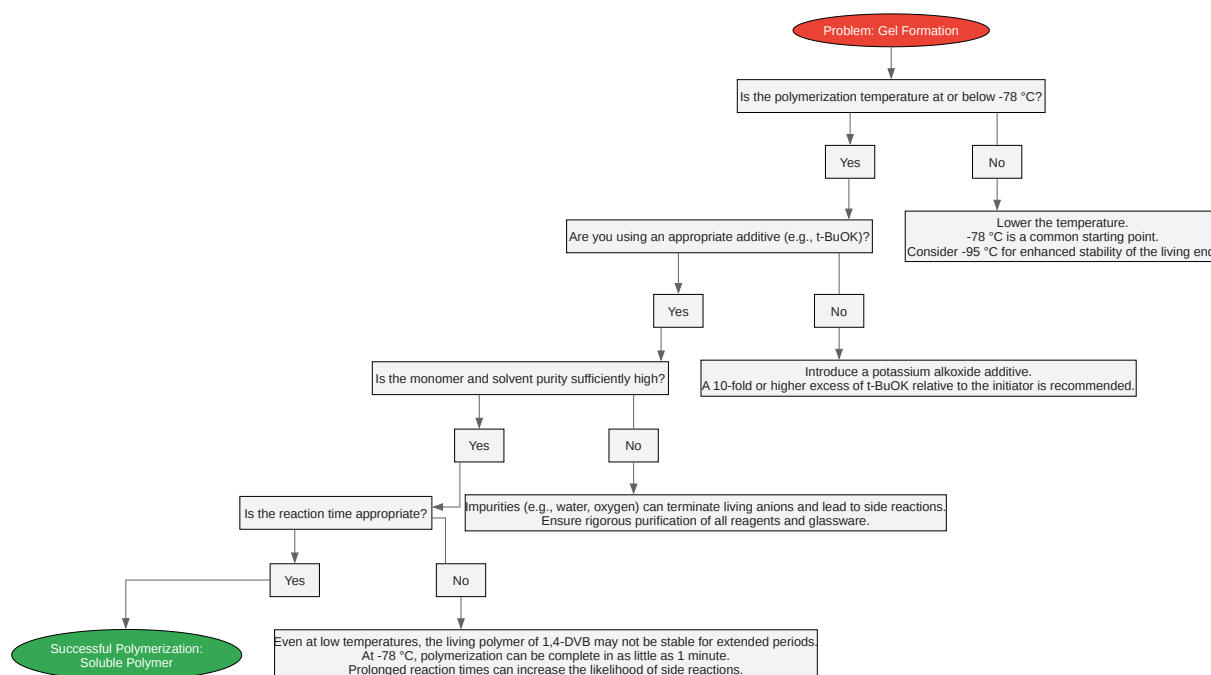 Problem: Gel Formation
Is the polymerization temperature at or below -78 °C?
Yes
No
Lower the temperature.
-78 °C is a common starting point.
Consider -95 °C for enhanced stability of the living end
Are you using an appropriate additive (e.g., t-BuOK)?
Yes
No
Introduce a potassium alkoxide additive.
A 10-fold or higher excess of t-BuOK relative to the initiator is recommended.
Is the monomer and solvent purity sufficiently high?
Yes
No
Impurities (e.g., water, oxygen) can terminate living anions and lead to side reactions.
Ensure rigorous purification of all reagents and glassware.
Is the reaction time appropriate?
Yes
No
Successful Polymerization:
Soluble Polymer
Even at low temperatures, the living polymer of 1,4-DVB may not be stable for extended periods.
At -78 °C, polymerization can be complete in as little as 1 minute.
Prolonged reaction times can increase the likelihood of side reactions.